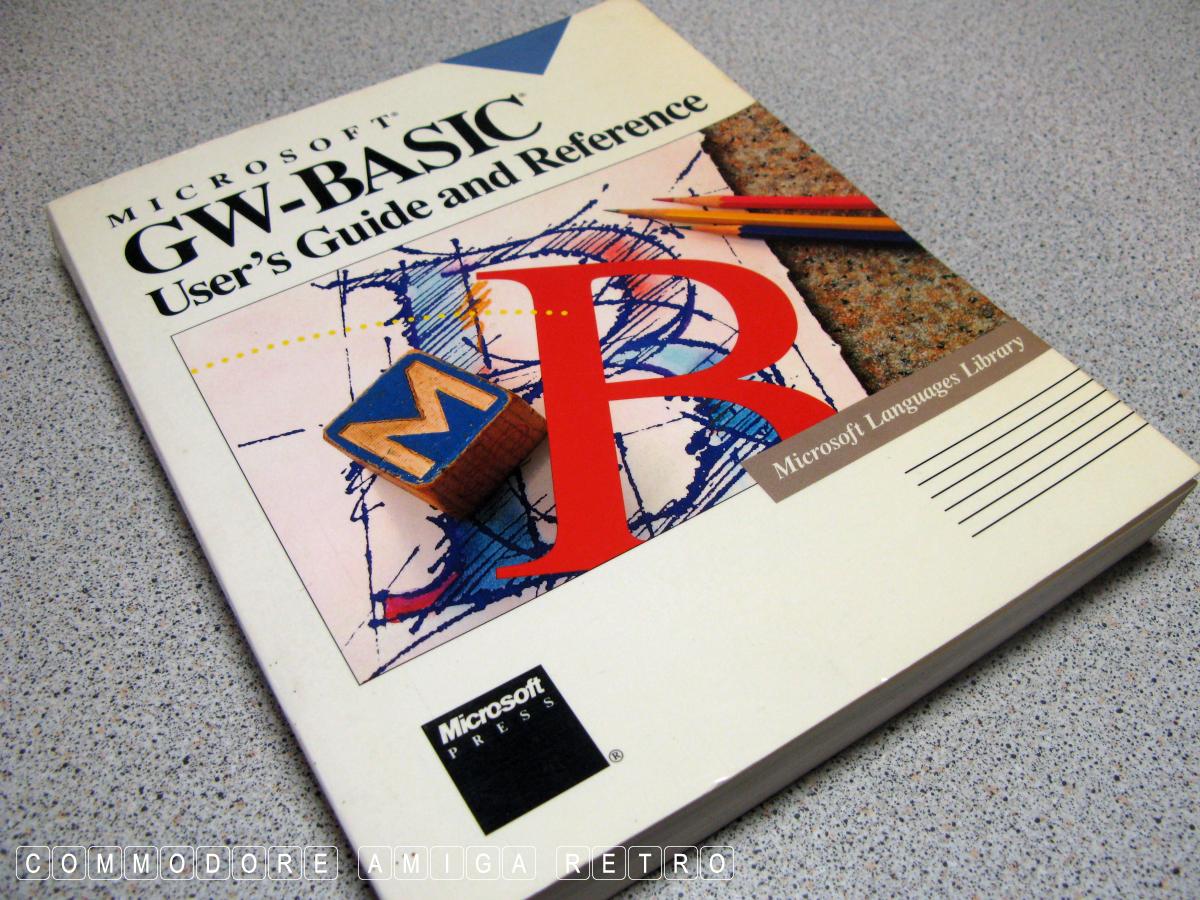 MICROSOFT®
GW-BASIC®
User's Guide and Reference
M
R
Microsoft Languages Library
Microsoft
PRESS
®
COMMODORE AMIGA RETRO